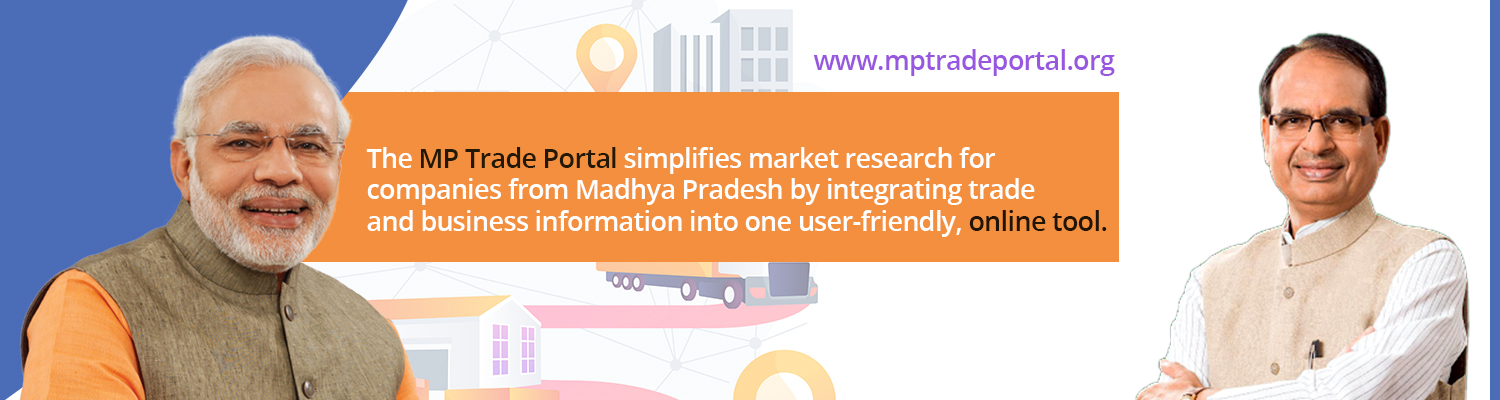 www.mptradeportal.org
The MP Trade Portal simplifies market research for
companies from Madhya Pradesh by integrating trade
and business information into one user-friendly, online tool.